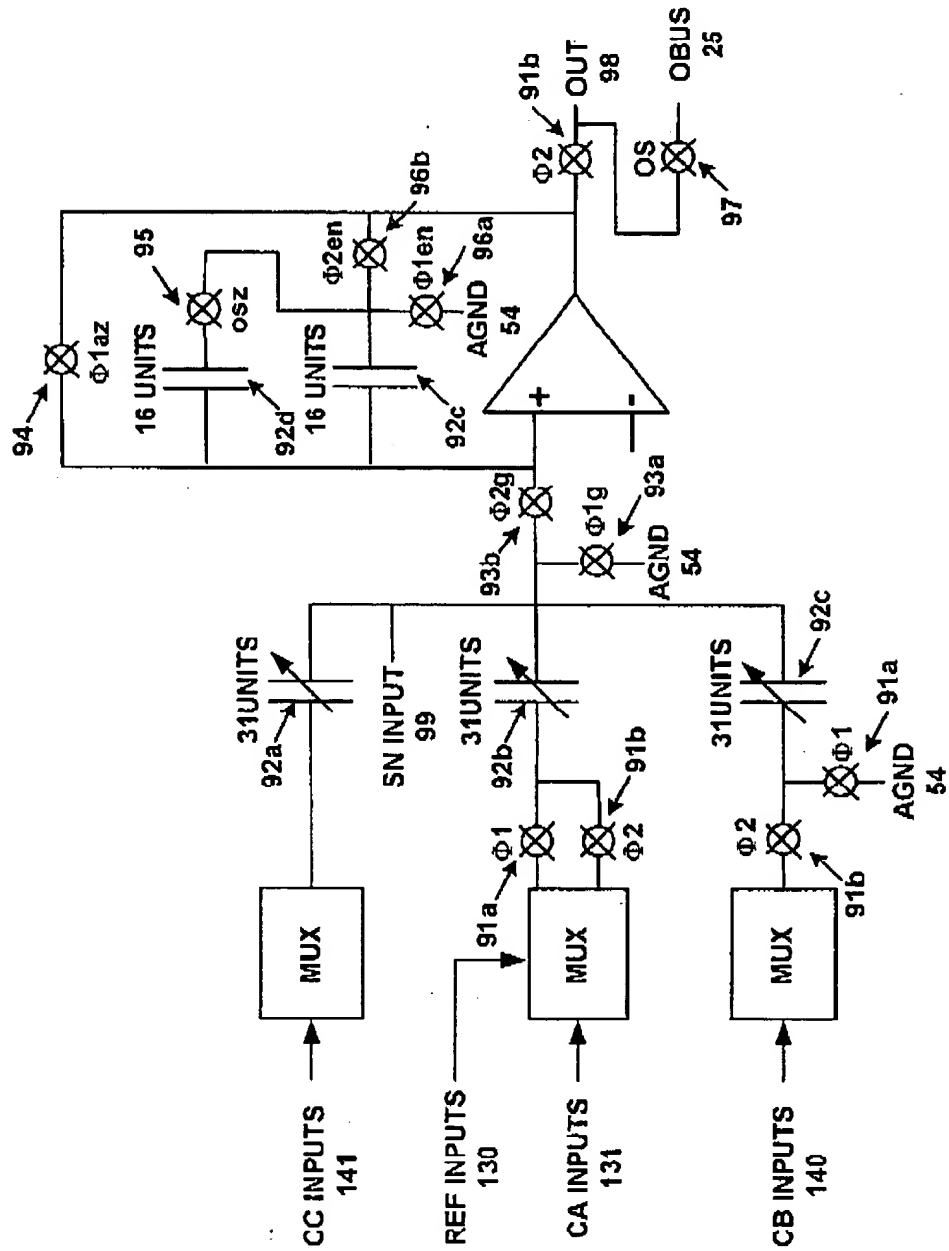 94
Φ1az
95
16 UNITS
osz
92d
16 UNITS
Φ2en
96b
92c
Φ1en
96a
AGND
54
91b
Φ2
OUT
98
OS
OBUS
25
97
+
-
Φ2g
93b
Φ1g
93a
AGND
54
CC INPUTS
141
MUX
31UNITS
92a
SN INPUT
99
REF INPUTS
130
CA INPUTS
131
MUX
91a
Φ1
Φ2
91b
31UNITS
92b
CB INPUTS
140
MUX
Φ2
91b
31UNITS
92c
Φ1
91a
AGND
54